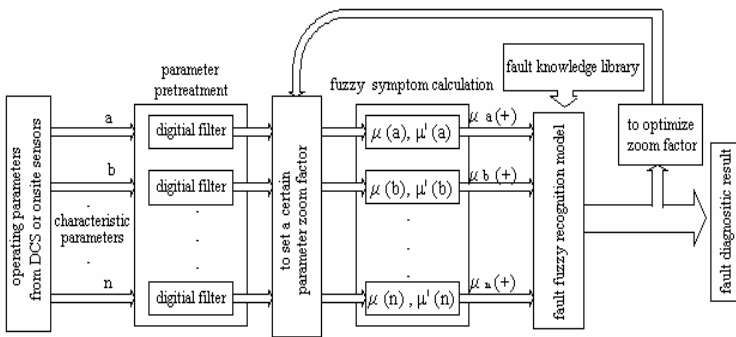 parameter
pretreatment
fuzzy symptom calculation
fault knowledge library
operating parameters
from DCS or onsite sensors
a
b
characteristic
parameters
n
digitial filter
digitial filter
digitial filter
to set a certain
parameter zoom factor
μ (a), μ'(a)
μ (b), μ'(b)
μ (n) , μ'(n)
μ a (+)
μ b (+)
μ n (+)
fault fuzzy recognition model
to optimize
zoom factor
fault diagnositic result